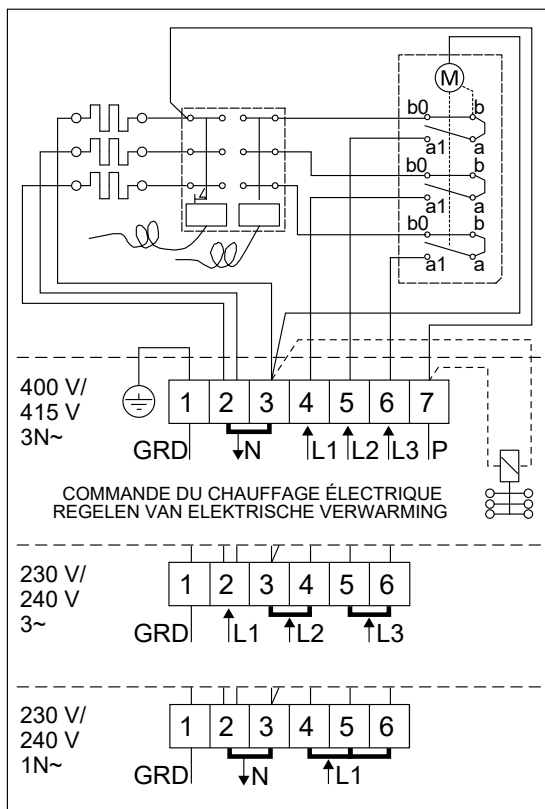 M
b0 b
a1 a
b0 b
a1 a
b0 b
a1 a
400 V/
415 V
3N~
1 2 3 4 5 6 7
GRD N L1 L2 L3 P
COMMANDE DU CHAUFFAGE ÉLECTRIQUE
REGELEN VAN ELEKTRISCHE VERWARMING
230 V/
240 V
3~
1 2 3 4 5 6
GRD L1 L2 L3
230 V/
240 V
1N~
1 2 3 4 5 6
GRD N L1